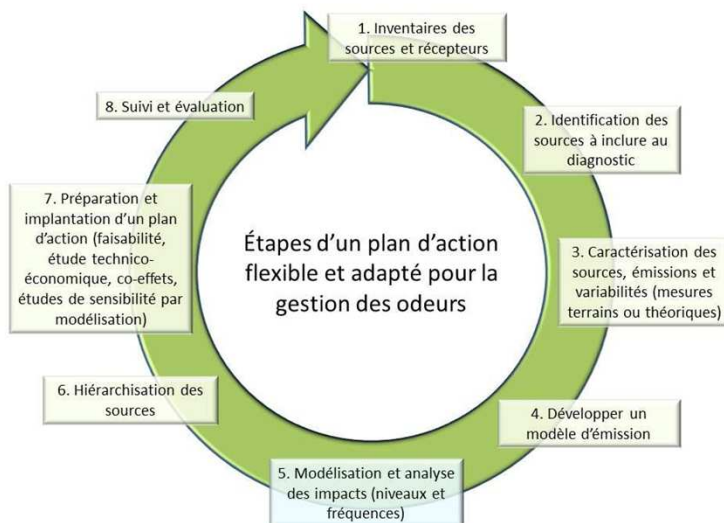 1. Inventaires des
sources et récepteurs
2. Identification des
sources à inclure au
diagnostic
3. Caractérisation des
sources, émissions et
variabilités (mesures
terrains ou théoriques)
4. Développer un
modèle d'émission
5. Modélisation et analyse
des impacts (niveaux et
fréquences)
6. Hiérarchisation des
sources
7. Préparation et
implantation d'un plan
d'action (faisabilité,
étude technico-
économique, co-effets,
études de sensibilité par
modélisation)
8. Suivi et évaluation
Étapes d'un plan d'action
flexible et adapté pour la
gestion des odeurs